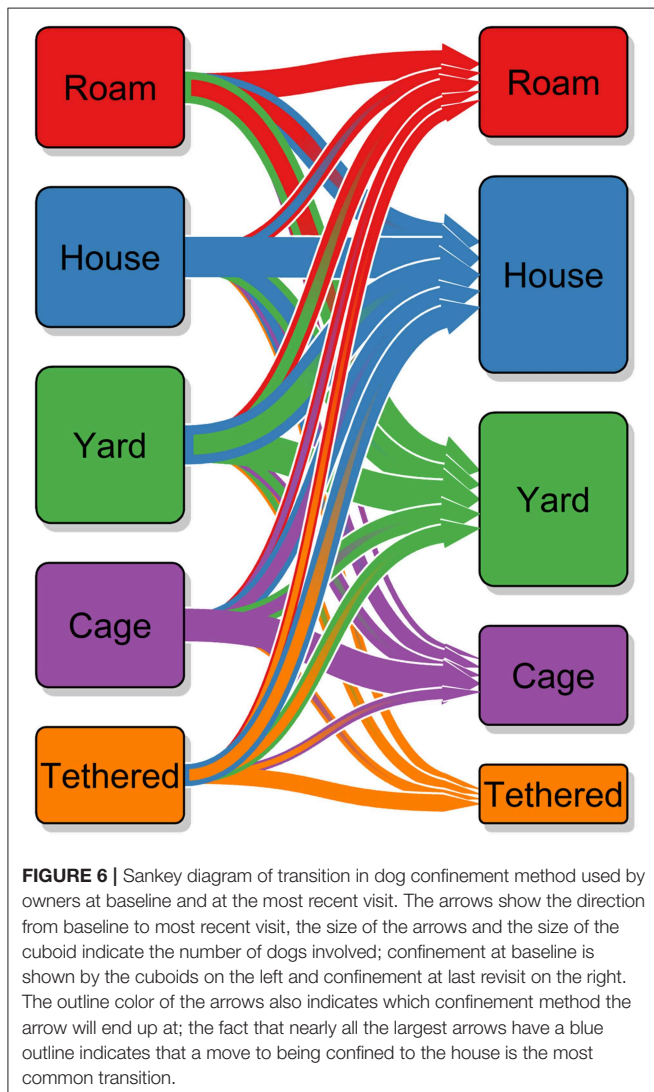 Roam
Roam
House
House
Yard
Yard
Cage
Cage
Tethered
Tethered
FIGURE 6 | Sankey diagram of transition in dog confinement method used by
owners at baseline and at the most recent visit. The arrows show the direction
from baseline to most recent visit, the size of the arrows and the size of the
cuboid indicate the number of dogs involved; confinement at baseline is
shown by the cuboids on the left and confinement at last revisit on the right.
The outline color of the arrows also indicates which confinement method the
arrow will end up at; the fact that nearly all the largest arrows have a blue
outline indicates that a move to being confined to the house is the most
common transition.